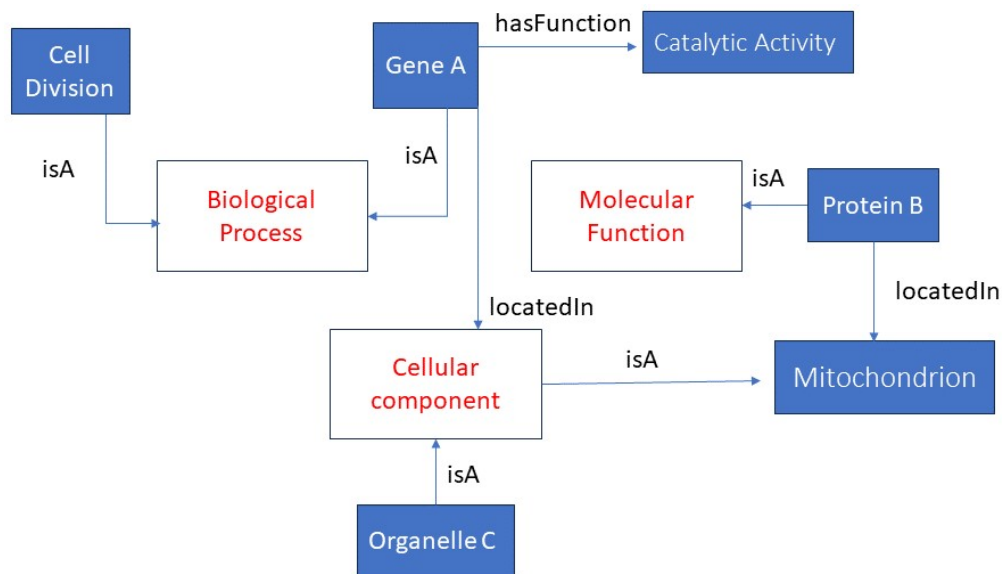 hasFunction
Cell
Division
Gene A
Catalytic Activity
isA
isA
isA
Biological
Process
Molecular
Function
Protein B
locatedIn
locatedIn
Cellular
component
isA
Mitochondrion
isA
Organelle C